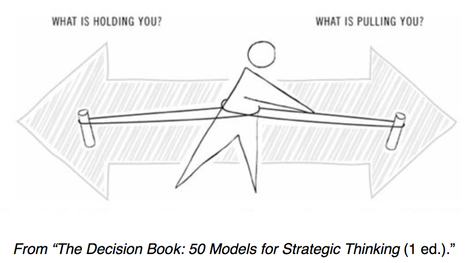 WHAT IS HOLDING YOU?
WHAT IS PULLING YOU?
From “The Decision Book: 50 Models for Strategic Thinking (1 ed.).”